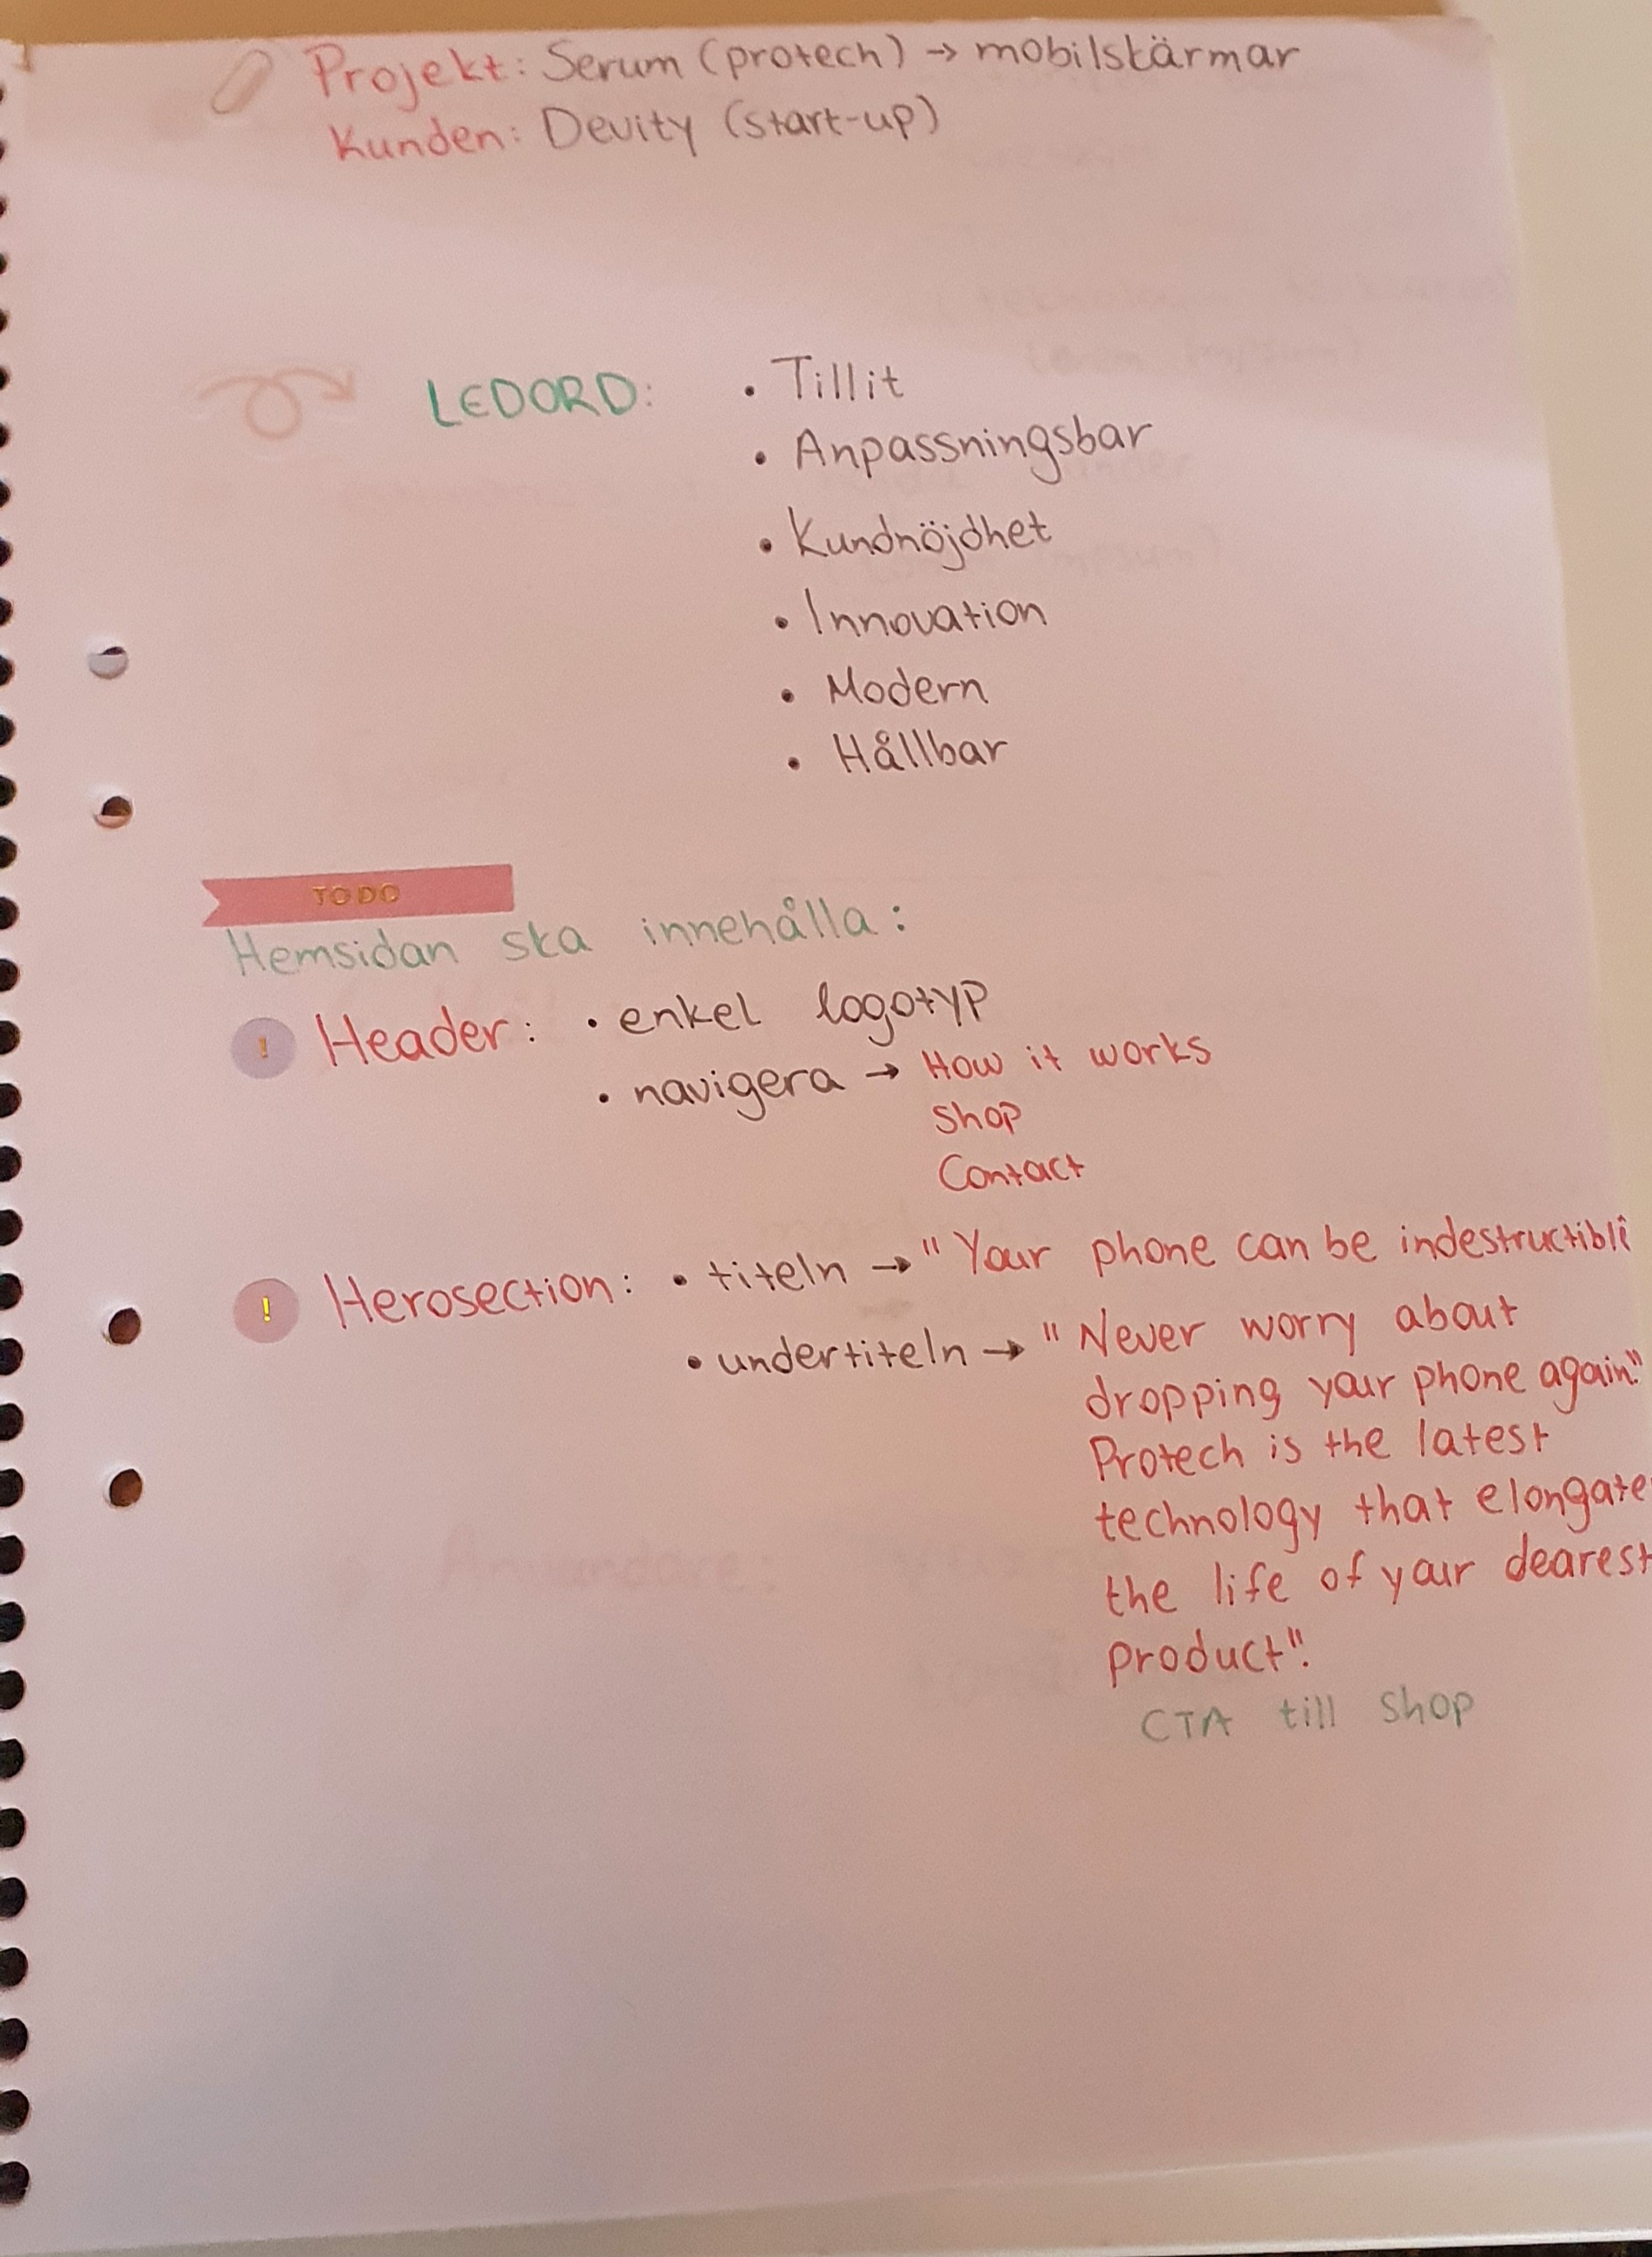 Projekt: Serum (protech) → mobilskärmar
Kunden: Devity (start-up)
LEDORD: • Tillit
• Anpassningsbar
• Kundnöjdhet
• Innovation
• Modern
• Hållbar
TO DO
Hemsidan ska innehålla:
! Header: • enkel logotyp
• navigera → How it works
Shop
Contact
! Herosection: • titeln → "Your phone can be indestructible"
• undertiteln → "Never worry about
dropping your phone again."
Protech is the latest
technology that elongate
the life of your dearest
product".
CTA till shop